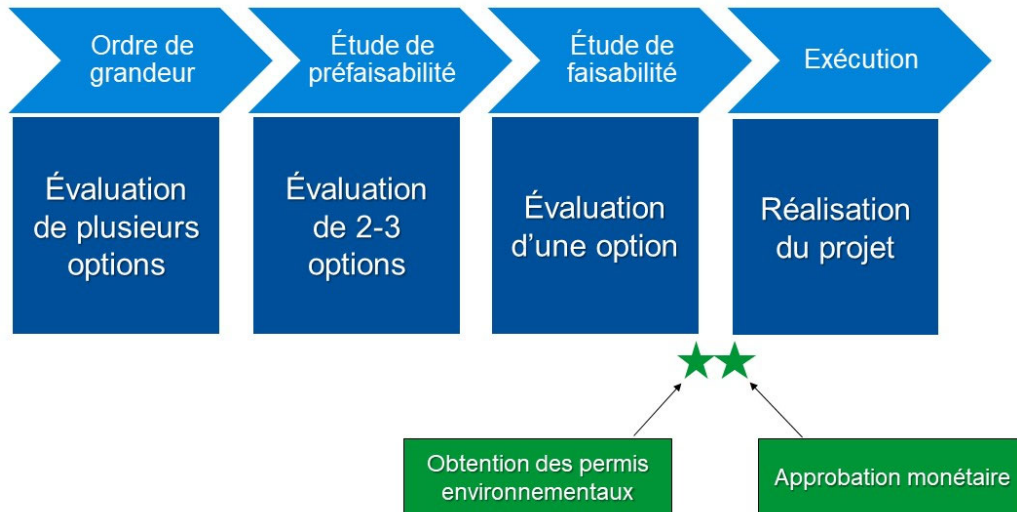 Ordre de
grandeur
Étude de
préfaisabilité
Étude de
faisabilité
Exécution
Évaluation
de plusieurs
options
Évaluation
de 2-3
options
Évaluation
d’une option
Réalisation
du projet
Obtention des permis
environnementaux
Approbation monétaire